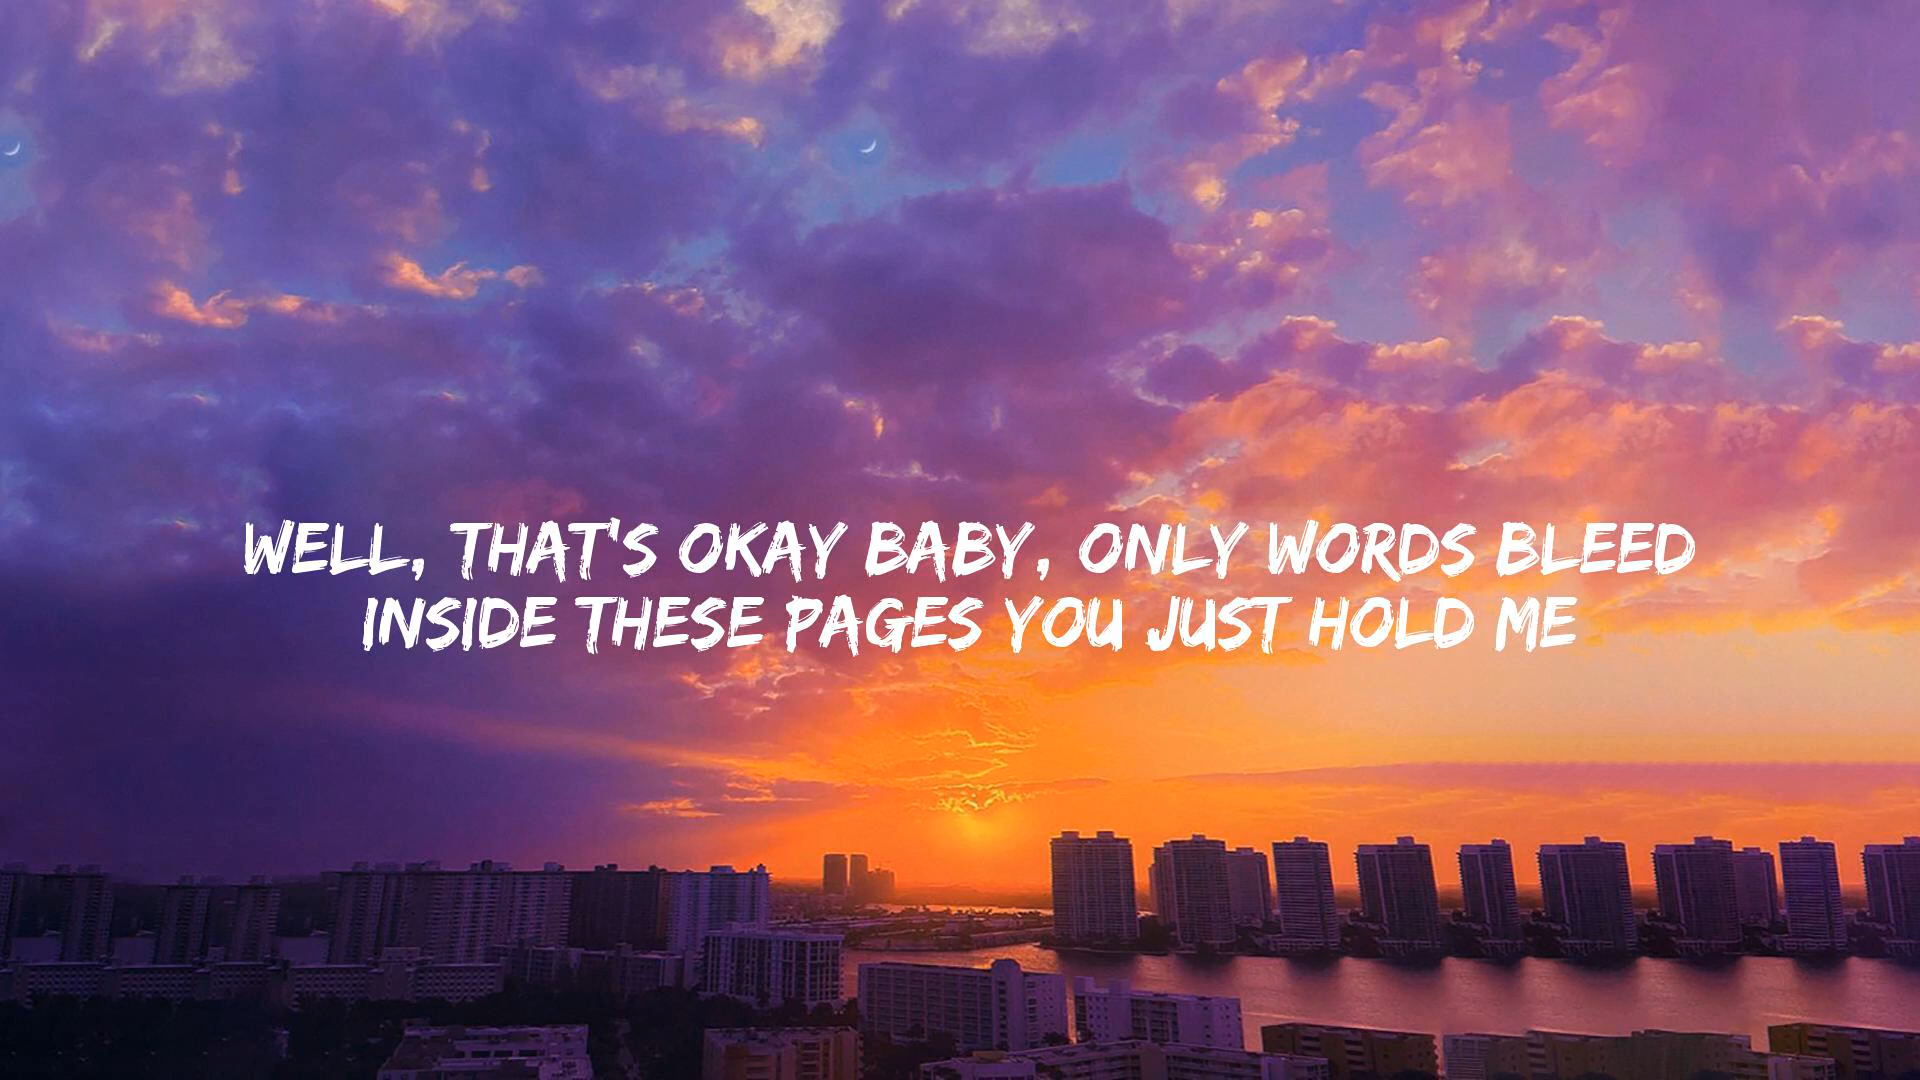 WELL, THAT'S OKAY BABY, ONLY WORDS BLEED
INSIDE THESE PAGES YOU JUST HOLD ME